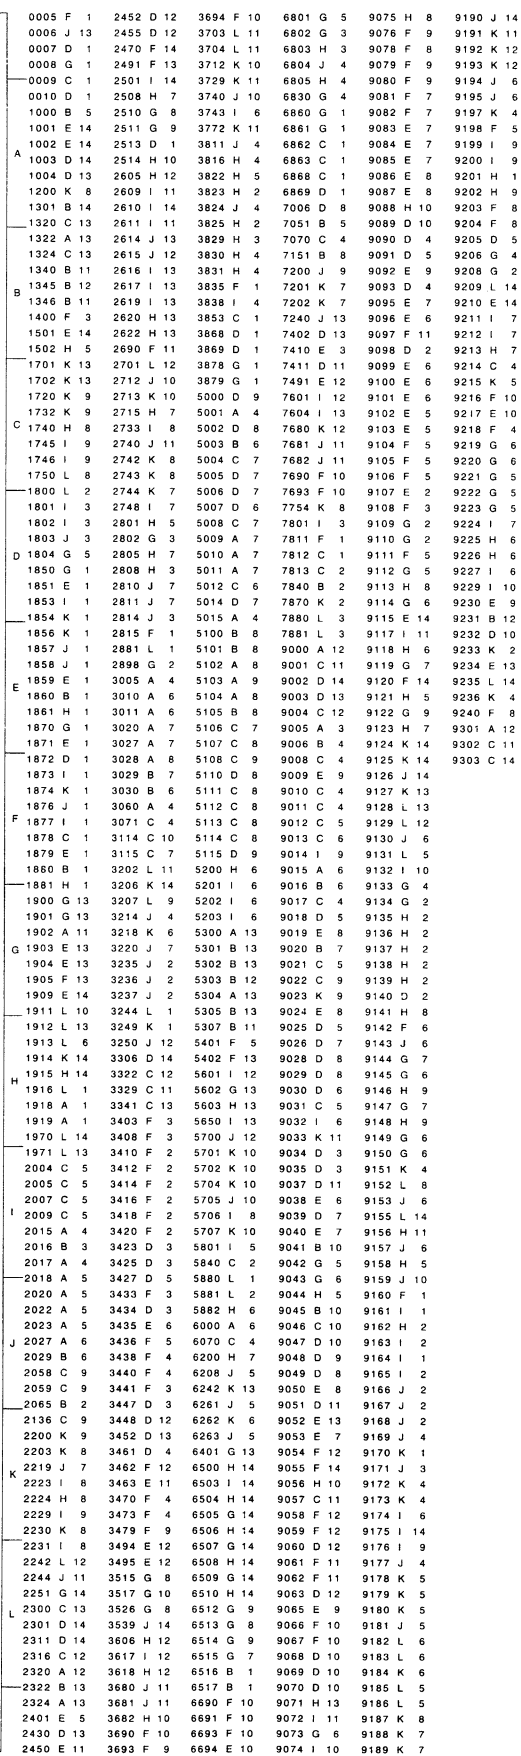 0005 F 1 2452 D 12 3694 F 10 6801 G 5 9075 H 8 9190 J 14
0006 J 13 2455 D 12 3703 L 11 6802 G 3 9076 F 9 9191 K 11
0007 D 1 2470 F 14 3704 L 11 6803 H 3 9078 F 8 9192 K 12
0008 G 1 2491 F 13 3712 K 10 6804 J 4 9079 F 9 9193 K 12
0009 C 1 2501 I 14 3729 K 11 6805 H 4 9080 F 9 9194 J 6
0010 D 1 2508 H 7 3740 J 10 6830 G 4 9081 F 7 9195 J 6
1000 B 5 2510 G 8 3743 I 6 6860 G 1 9082 F 7 9197 K 4
1001 E 14 2511 G 9 3772 K 11 6861 G 1 9083 E 7 9198 F 5
1002 E 14 2513 D 1 3811 J 4 6862 C 1 9084 E 7 9199 I 9
A
1003 D 14 2514 H 10 3816 H 4 6863 C 1 9085 E 7 9200 I 9
1004 D 13 2605 H 12 3822 H 5 6868 C 1 9086 E 8 9201 H 1
1200 K 8 2609 I 11 3823 H 2 6869 D 1 9087 E 8 9202 H 9
1301 B 14 2610 I 14 3824 J 4 7006 D 8 9088 H 10 9203 F 8
1320 C 13 2611 I 11 3825 H 2 7051 B 5 9089 D 10 9204 F 8
1322 A 13 2614 J 13 3829 H 3 7070 C 4 9090 D 4 9205 D 5
1324 C 13 2615 J 12 3830 H 4 7151 B 8 9091 D 5 9206 G 4
1340 B 11 2616 I 13 3831 H 4 7200 J 9 9092 E 9 9208 G 2
B
1345 B 12 2617 I 13 3835 F 1 7201 K 7 9093 D 4 9209 L 14
1346 B 11 2619 I 13 3838 I 4 7202 K 7 9095 E 7 9210 E 14
1400 F 3 2620 H 13 3853 C 1 7240 J 13 9096 E 6 9211 I 7
1501 E 14 2622 H 13 3868 D 1 7402 D 13 9097 F 11 9212 I 7
1502 H 5 2690 F 11 3869 D 1 7410 E 3 9098 D 2 9213 H 7
1701 K 13 2701 L 12 3878 G 1 7411 D 11 9099 E 6 9214 C 4
1702 K 13 2712 J 10 3879 G 1 7491 E 12 9100 E 6 9215 K 5
1720 K 9 2713 K 10 5000 D 9 7601 I 12 9101 E 6 9216 F 10
1732 K 9 2715 H 7 5001 A 4 7604 I 13 9102 E 5 9217 E 10
C 1740 H 8 2733 I 8 5002 D 8 7680 K 12 9103 E 5 9218 F 4
1745 I 9 2740 J 11 5003 B 6 7681 J 11 9104 F 5 9219 G 6
1746 I 9 2742 K 8 5004 C 7 7682 J 11 9105 F 5 9220 G 6
1750 L 8 2743 K 8 5005 D 7 7690 F 10 9106 F 5 9221 G 5
1800 L 2 2744 K 7 5006 D 7 7693 F 10 9107 E 2 9222 G 5
1801 I 3 2748 I 7 5007 D 6 7754 K 8 9108 F 3 9223 G 5
1802 I 3 2801 H 5 5008 C 7 7801 I 3 9109 G 2 9224 I 7
1803 J 3 2802 G 3 5009 A 7 7811 F 1 9110 G 2 9225 H 6
D 1804 G 5 2805 H 7 5010 A 7 7812 C 1 9111 F 5 9226 H 6
1850 G 1 2808 H 3 5011 A 7 7813 C 2 9112 G 5 9227 I 6
1851 E 1 2810 J 7 5012 C 6 7840 B 2 9113 H 8 9229 I 10
1853 I 1 2811 J 7 5014 D 7 7870 K 2 9114 G 6 9230 E 9
1854 K 1 2814 J 3 5015 A 4 7880 L 3 9115 E 14 9231 B 12
1856 K 1 2815 F 1 5100 B 8 7881 L 3 9117 I 11 9232 D 10
1857 J 1 2881 L 1 5101 B 8 9000 A 12 9118 H 6 9233 K 2
1858 J 1 2898 G 2 5102 A 8 9001 C 11 9119 G 7 9234 E 13
E
1859 E 1 3005 A 4 5103 A 9 9002 D 14 9120 F 14 9235 L 14
1860 B 1 3010 A 6 5104 A 8 9003 D 13 9121 H 5 9236 K 4
1861 H 1 3011 A 6 5105 B 8 9004 C 12 9122 G 9 9240 F 8
1870 G 1 3020 A 7 5106 C 7 9005 A 3 9123 H 7 9301 A 12
1871 E 1 3027 A 7 5107 C 8 9006 B 4 9124 K 14 9302 C 11
1872 D 1 3028 A 8 5108 C 9 9008 C 4 9125 K 14 9303 C 14
1873 I 1 3029 B 7 5110 D 8 9009 E 9 9126 J 14
1874 K 1 3030 B 6 5111 C 8 9010 C 4 9127 K 13
1876 J 1 3060 A 4 5112 C 8 9011 C 4 9128 L 13
F
1877 I 1 3071 C 4 5113 C 8 9012 C 5 9129 L 12
1878 C 1 3114 C 10 5114 C 8 9013 C 6 9130 J 6
1879 E 1 3115 C 7 5115 D 9 9014 I 9 9131 L 5
1860 B 1 3202 L 11 5200 H 6 9015 A 6 9132 I 10
1881 H 1 3206 K 14 5201 I 6 9016 B 6 9133 G 4
1900 G 13 3207 L 9 5202 I 6 9017 C 4 9134 G 2
1901 G 13 3214 J 4 5203 I 6 9018 D 5 9135 H 2
1902 A 11 3218 K 6 5300 A 13 9019 E 8 9136 H 2
G 1903 E 13 3220 J 7 5301 B 13 9020 B 7 9137 H 2
1904 E 13 3235 J 2 5302 B 13 9021 C 5 9138 H 2
1905 F 13 3236 J 2 5303 B 12 9022 C 9 9139 H 2
1909 E 14 3237 J 2 5304 A 13 9023 K 9 9140 D 2
1911 L 10 3244 L 1 5305 B 13 9024 E 8 9141 H 8
1912 L 13 3249 K 1 5307 B 11 9025 D 5 9142 F 6
1913 L 6 3250 J 12 5401 F 5 9026 D 7 9143 J 6
1914 K 14 3306 D 14 5402 F 13 9028 D 8 9144 G 7
H 1915 H 14 3322 C 12 5601 I 12 9029 D 8 9145 G 6
1916 L 1 3329 C 11 5602 G 13 9030 D 6 9146 H 9
1918 A 1 3341 C 13 5603 H 13 9031 C 5 9147 G 7
1919 A 1 3403 F 3 5650 I 13 9032 I 6 9148 H 9
1970 L 14 3408 F 3 5700 J 12 9033 K 11 9149 G 6
1971 L 13 3410 F 2 5701 K 10 9034 D 3 9150 G 6
2004 C 5 3412 F 2 5702 K 10 9035 D 3 9151 K 4
2005 C 5 3414 F 2 5704 K 10 9037 D 11 9152 L 8
2007 C 5 3416 F 2 5705 J 10 9038 E 6 9153 J 6
I 2009 C 5 3418 F 2 5706 I 8 9039 D 7 9155 L 14
2015 A 4 3420 F 2 5707 K 10 9040 E 7 9156 H 11
2016 B 3 3423 D 3 5801 I 5 9041 B 10 9157 J 6
2017 A 4 3425 D 3 5840 C 2 9042 G 5 9158 H 5
2018 A 5 3427 D 5 5880 L 1 9043 G 6 9159 J 10
2020 A 5 3433 F 3 5881 L 2 9044 H 5 9160 F 1
2022 A 5 3434 D 3 5882 H 6 9045 B 10 9161 I 1
2023 A 5 3435 E 6 6000 A 6 9046 C 10 9162 H 2
J 2027 A 6 3436 F 5 6070 C 4 9047 D 10 9163 I 2
2029 B 6 3438 F 4 6200 H 7 9048 D 9 9164 I 1
2058 C 9 3440 F 4 6208 J 5 9049 D 8 9165 I 2
2059 C 9 3441 F 3 6242 K 13 9050 E 8 9166 J 2
2065 B 2 3447 D 3 6261 J 5 9051 D 11 9167 J 2
2136 C 9 3448 D 12 6262 K 6 9052 E 13 9168 J 2
2200 K 9 3452 D 13 6263 J 5 9053 E 7 9169 J 4
2203 K 8 3461 D 4 6401 G 13 9054 F 12 9170 K 1
2219 J 7 3462 F 12 6500 H 14 9055 F 14 9171 J 3
K
2223 I 8 3463 E 11 6503 I 14 9056 H 10 9172 K 4
2224 H 8 3470 F 4 6504 H 14 9057 C 11 9173 K 4
2229 I 9 3473 F 4 6505 G 14 9058 F 12 9174 I 6
2230 K 8 3479 F 9 6506 H 14 9059 F 12 9175 I 14
2231 I 8 3494 E 12 6507 G 14 9060 D 12 9176 I 9
2242 L 12 3495 E 12 6508 H 14 9061 F 11 9177 J 4
2244 J 11 3515 G 8 6509 G 14 9062 F 11 9178 K 5
2251 G 14 3517 G 10 6510 H 14 9063 D 12 9179 K 5
L 2300 C 13 3526 G 8 6512 G 9 9065 E 9 9180 K 5
2301 D 14 3539 J 14 6513 G 8 9066 F 10 9181 J 5
2311 D 14 3606 H 12 6514 G 9 9067 F 10 9182 L 6
2316 C 12 3617 I 12 6515 G 7 9068 D 10 9183 L 6
2320 A 12 3618 H 12 6516 B 1 9069 D 10 9184 K 6
2322 B 13 3680 J 11 6517 B 1 9070 D 10 9185 L 5
2324 A 13 3681 J 11 6690 F 10 9071 H 13 9186 L 5
2401 E 5 3682 H 10 6691 F 10 9072 I 11 9187 K 8
2430 D 13 3690 F 10 6693 F 10 9073 G 6 9188 K 7
2450 E 11 3693 F 9 6694 E 10 9074 I 10 9189 K 7